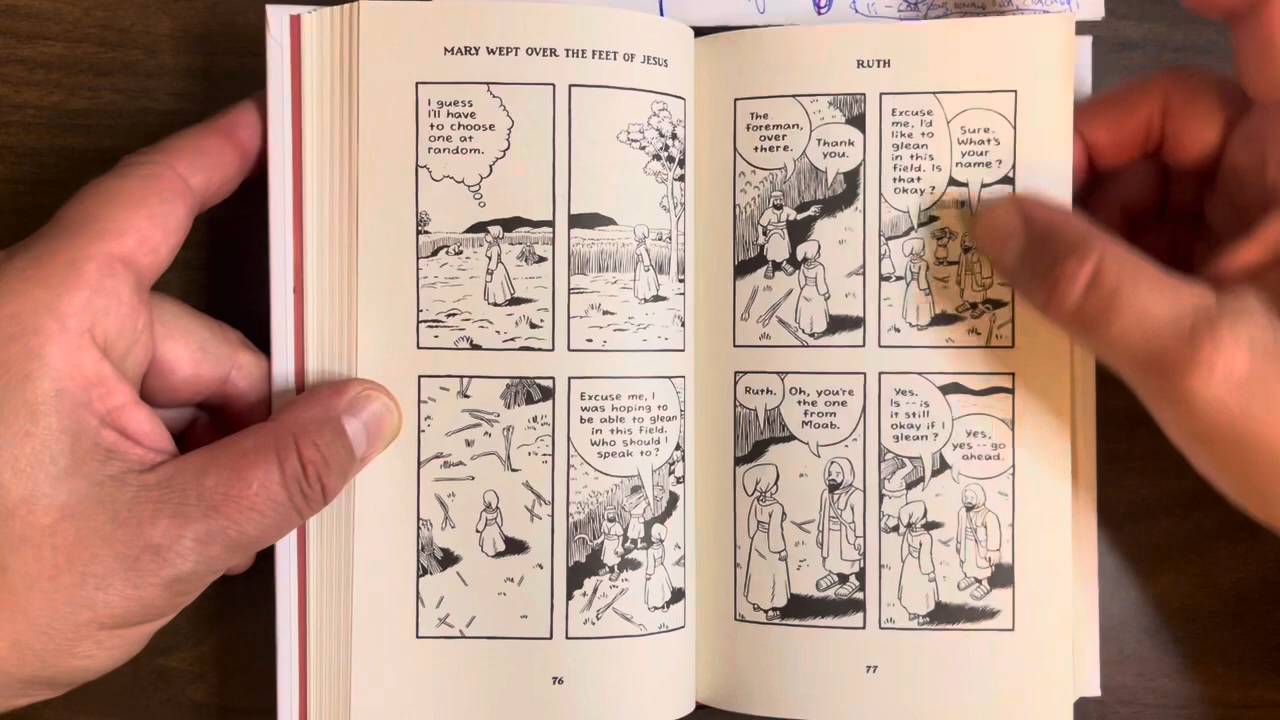 MARY WEPT OVER THE FEET OF JESUS
I guess
I'll have
to choose
one at
random.
Excuse me, I
was hoping to
be able to glean
in this field.
Who should I
speak to?
76
RUTH
The
foreman,
over
there.
Thank
you.
Excuse
me, I'd
like to
glean
in this
field. Is
that
okay?
Sure.
What's
your
name?
Ruth.
Oh, you're
the one
from
Moab.
Yes.
Is -- is
it still
okay if I
glean?
Yes,
yes -- go
ahead.
77